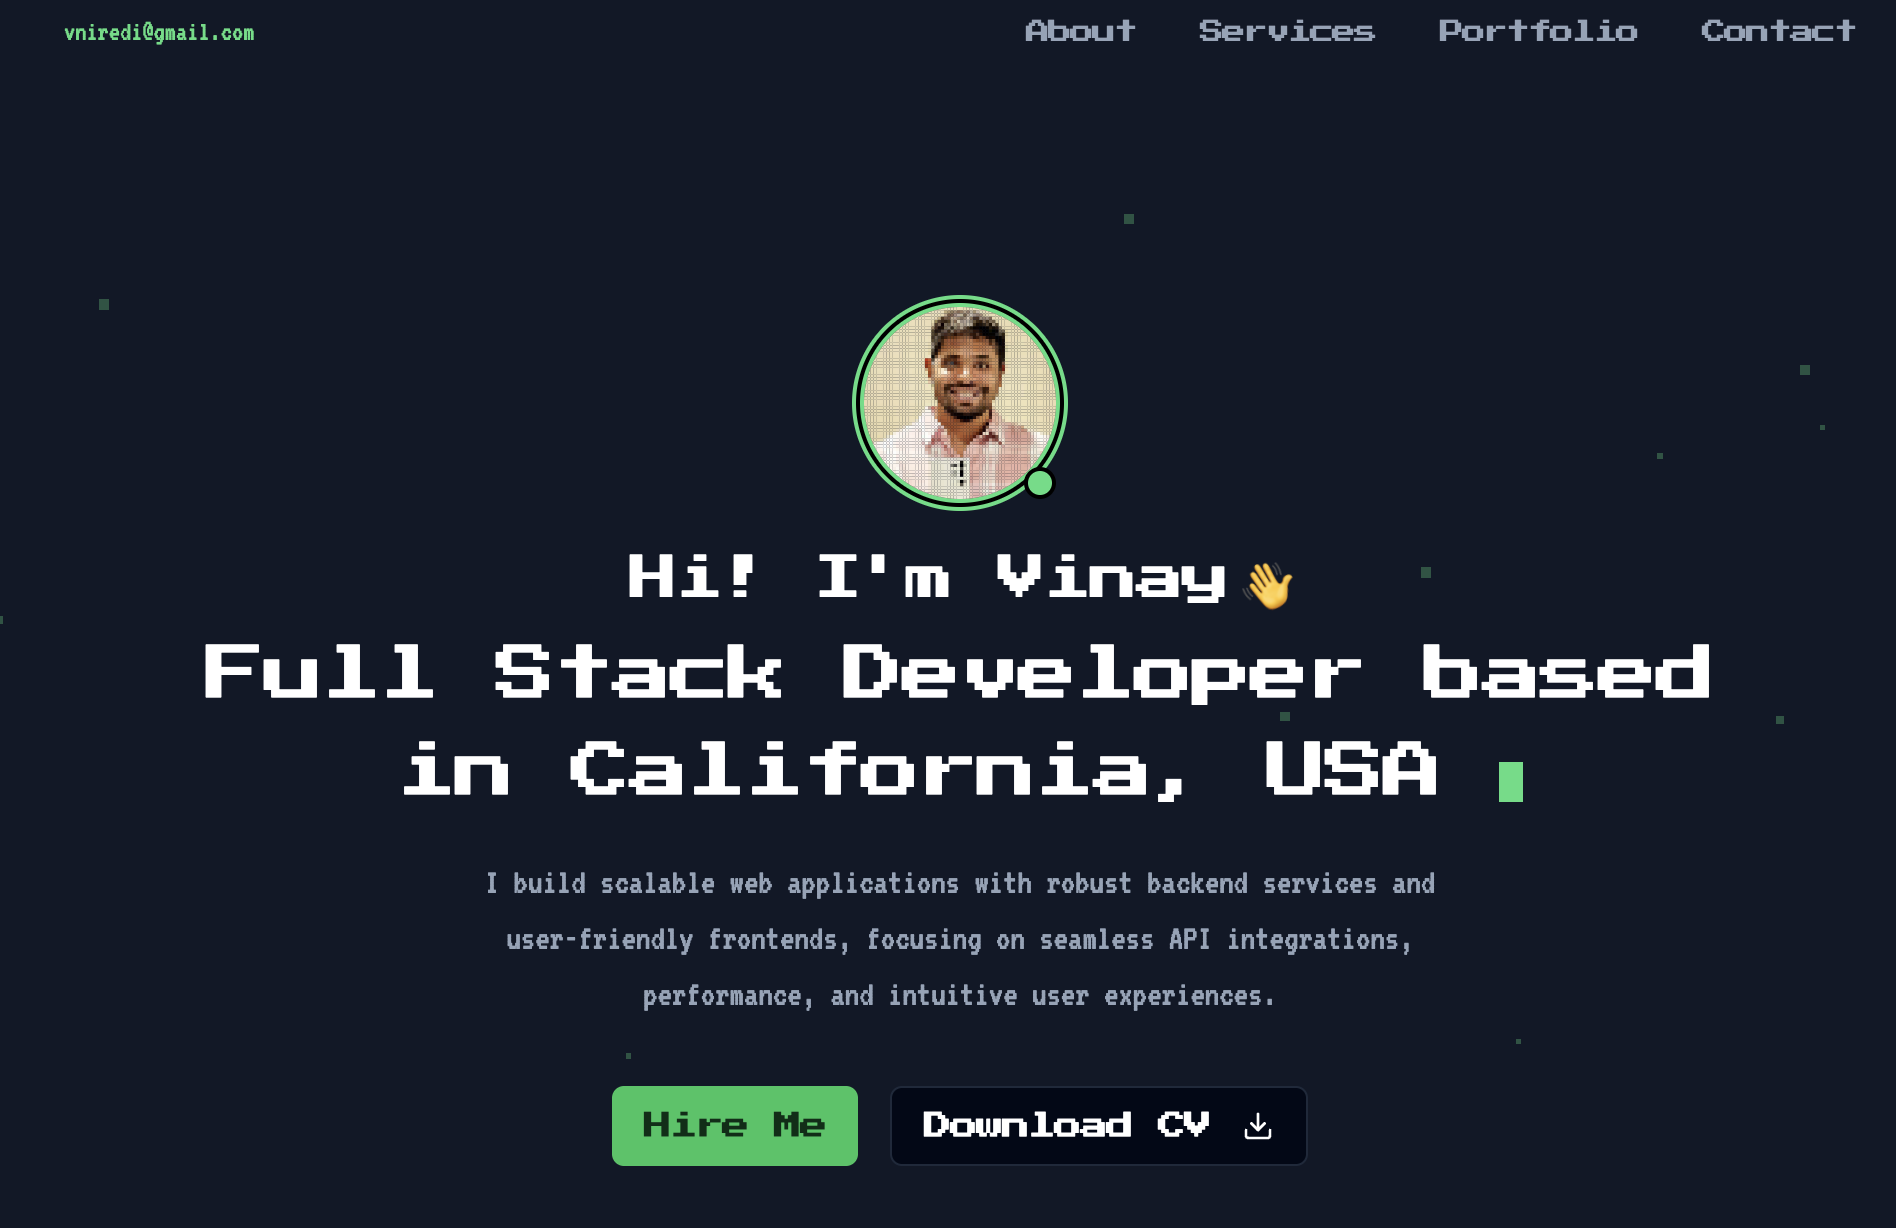 vniredi@gmail.com
About Services Portfolio Contact
Hi! I'm Vinay👋
Full Stack Developer based
in California, USA
I build scalable web applications with robust backend services and
user-friendly frontends, focusing on seamless API integrations,
performance, and intuitive user experiences.
Hire Me
Download CV